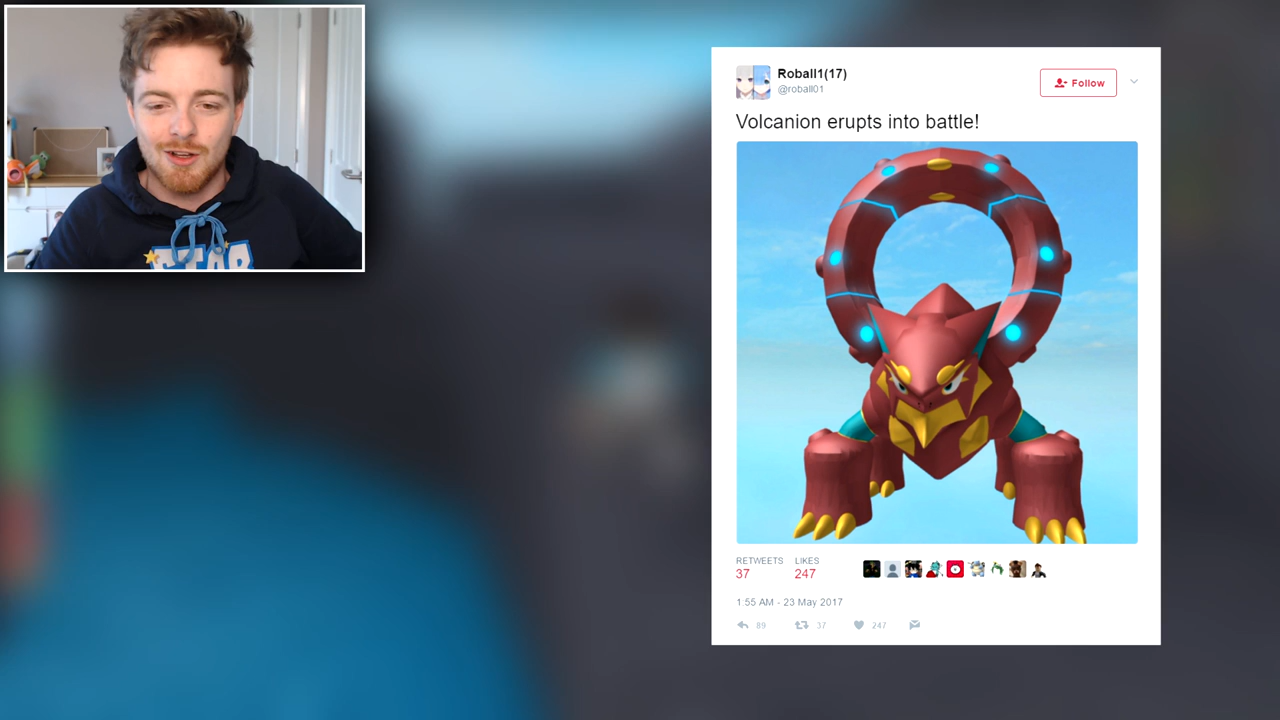 Roball1(17)
@roball01
Follow
Volcanion erupts into battle!
RETWEETS LIKES
37 247
1:55 AM - 23 May 2017
89 37 247
STAR